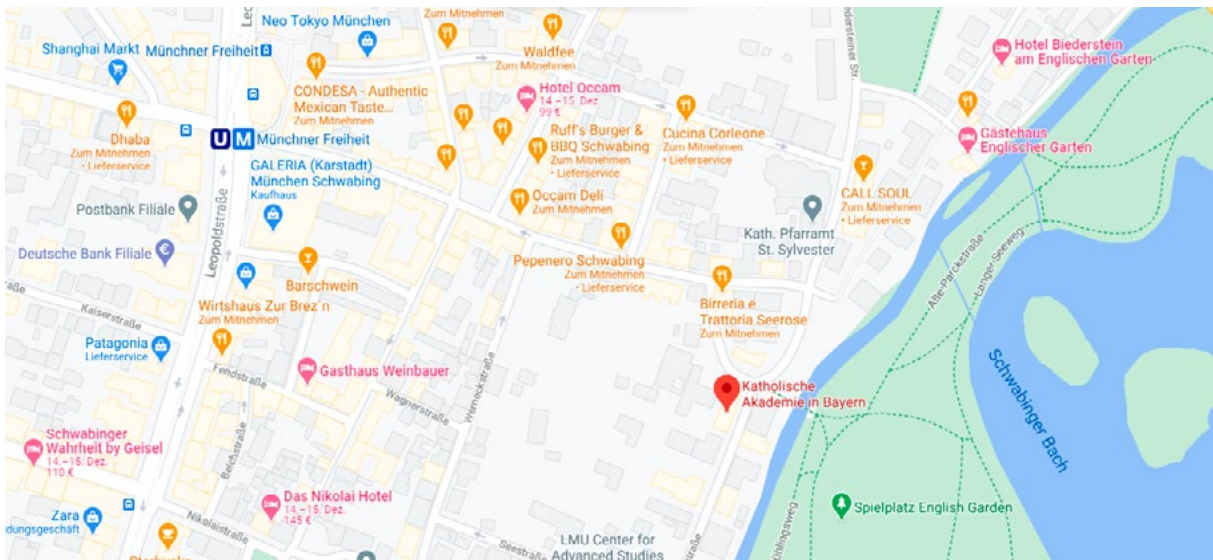 Neo Tokyo München
Zum Mitnehmen
Shanghai Markt
Münchner Freiheit
Waldfee
Zum Mitnehmen
Hotel Biederstein
am Englischen Garten
CONDESA - Authentic
Mexican Taste...
Zum Mitnehmen
Hotel Occam
14.–15. Dez.
99 €
Dhaba
Zum Mitnehmen
• Lieferservice
U M Münchner Freiheit
Ruff's Burger &
BBQ Schwabing
Zum Mitnehmen
• Lieferservice
Cucina Corleone
Zum Mitnehmen
• Lieferservice
Gästehaus
Englischer Garten
GALERIA (Karstadt)
München Schwabing
Kaufhaus
Occam Deli
Zum Mitnehmen
CALL SOUL
Zum Mitnehmen
• Lieferservice
Postbank Filiale
Kath. Pfarramt
St. Sylvester
Deutsche Bank Filiale
Leopoldstraße
Barschwein
Pepenero Schwabing
Zum Mitnehmen
• Lieferservice
Alte-Parckstraße
Langer-Seeweg
Kaiserstraße
Wirtshaus Zur Brez´n
Zum Mitnehmen
Birreria e
Trattoria Seerose
Zum Mitnehmen
Patagonia
Lieferservice
Fendstraße
Gasthaus Weinbauer
Wagnerstraße
Werneckstraße
Katholische
Akademie in Bayern
Schwabinger Bach
Schwabinger
Wahrheit by Geisel
14.–15. Dez.
110 €
Belchstraße
Das Nikolai Hotel
14.–15. Dez.
145 €
Spielplatz English Garden
Zara
dungsgeschäft
Nikolaistraße
Seestraße
LMU Center for
Advanced Studies